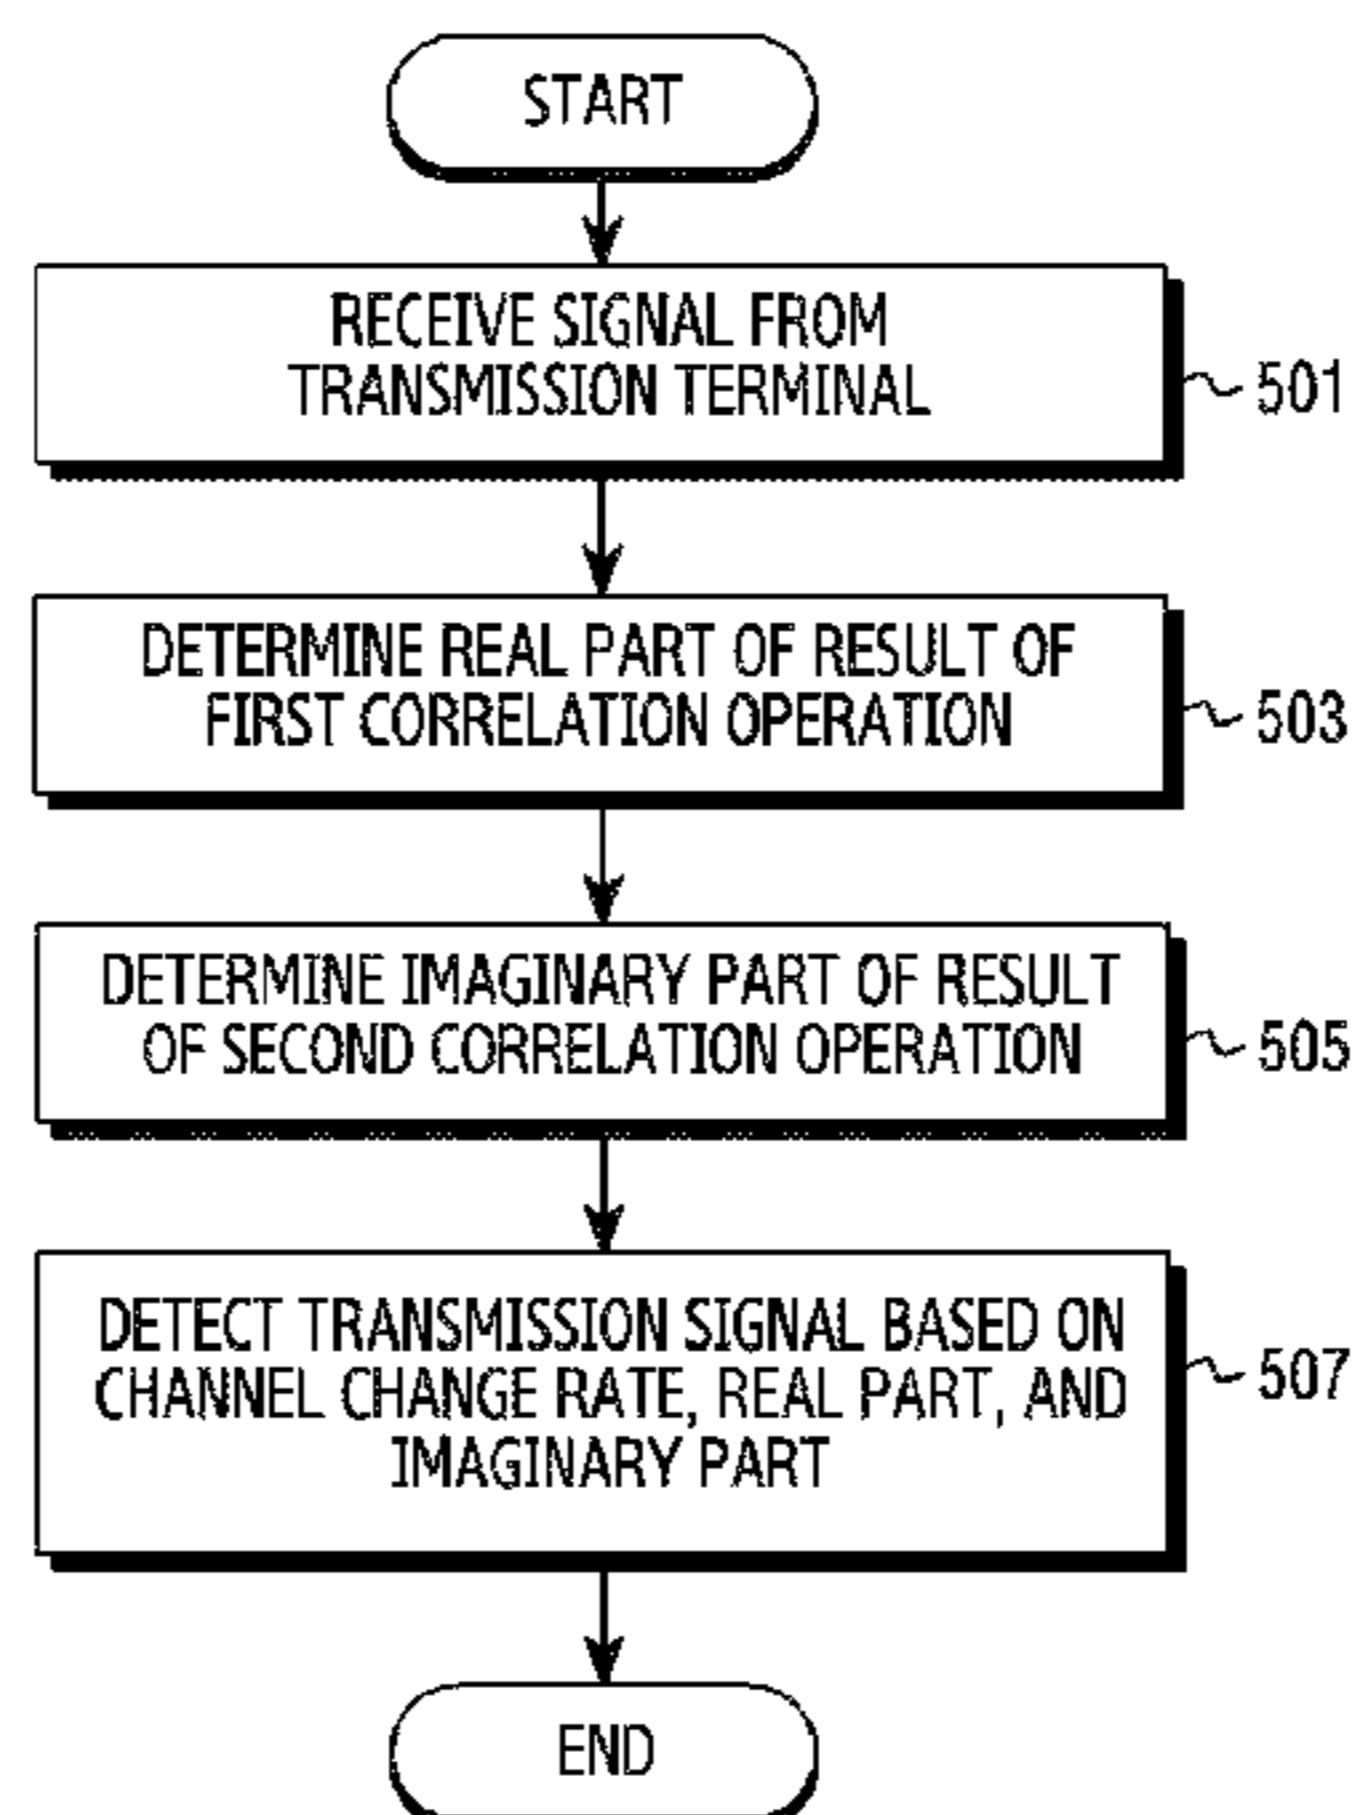 START
RECEIVE SIGNAL FROM
TRANSMISSION TERMINAL
501
DETERMINE REAL PART OF RESULT OF
FIRST CORRELATION OPERATION
503
DETERMINE IMAGINARY PART OF RESULT
OF SECOND CORRELATION OPERATION
505
DETECT TRANSMISSION SIGNAL BASED ON
CHANNEL CHANGE RATE, REAL PART, AND
IMAGINARY PART
507
END